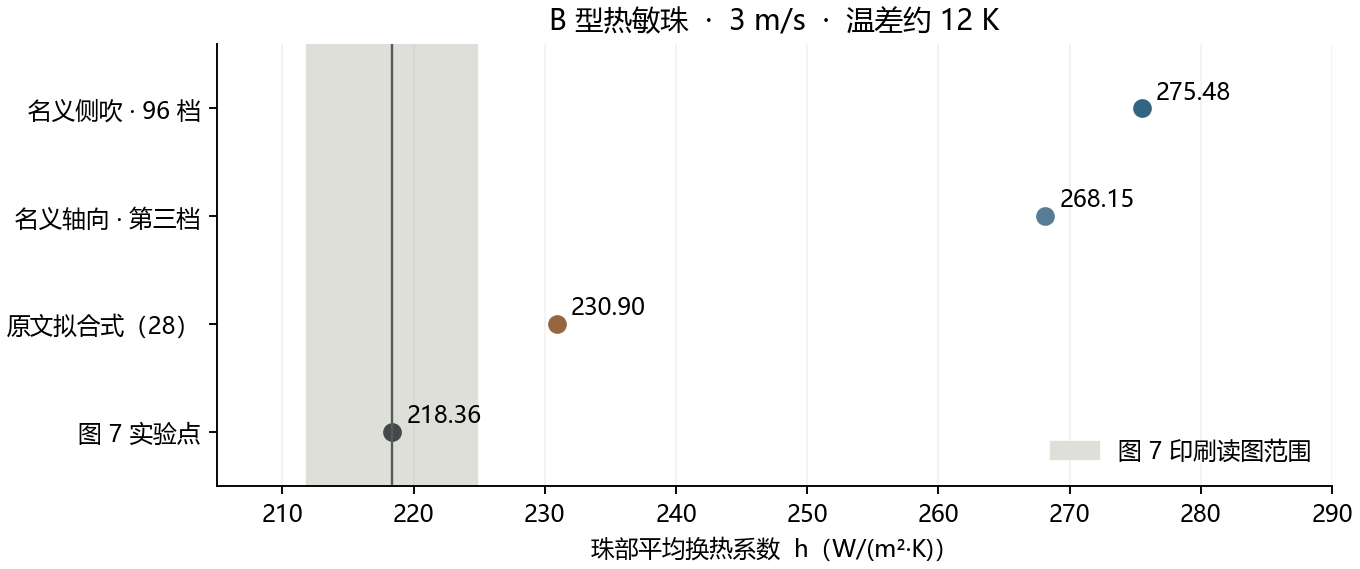 B 型热敏珠 · 3 m/s · 温差约 12 K
名义侧吹 · 96 档
275.48
名义轴向 · 第三档
268.15
原文拟合式（28）
230.90
图 7 实验点
218.36
图 7 印刷读图范围
210 220 230 240 250 260 270 280 290
珠部平均换热系数 h（W/(m²·K)）